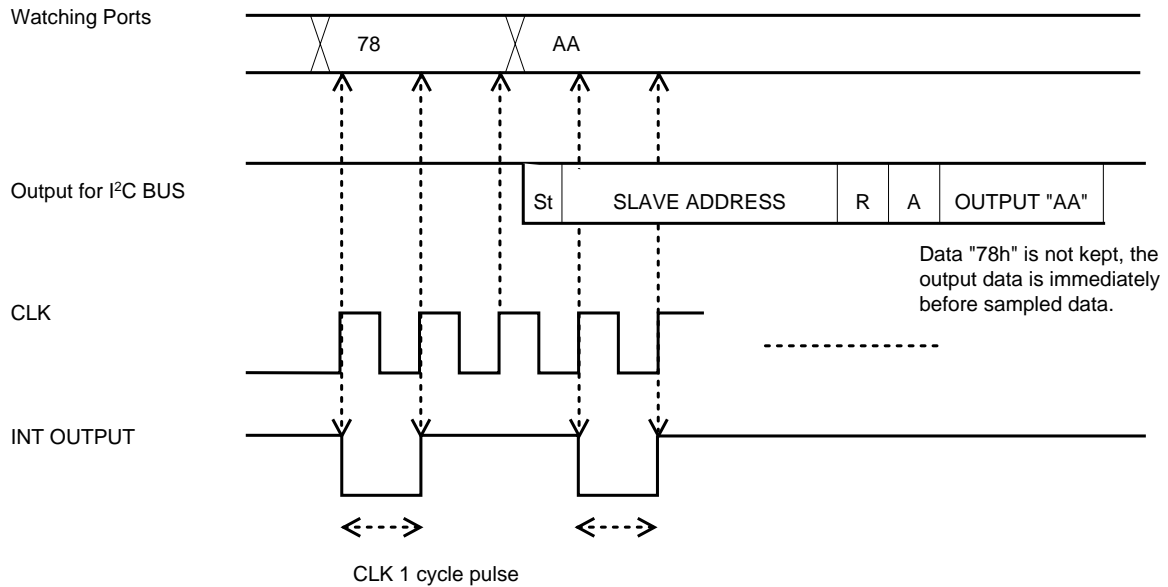 Watching Ports
78
AA
Output for I²C BUS
St
SLAVE ADDRESS
R
A
OUTPUT "AA"
Data "78h" is not kept, the
output data is immediately
before sampled data.
CLK
INT OUTPUT
CLK 1 cycle pulse